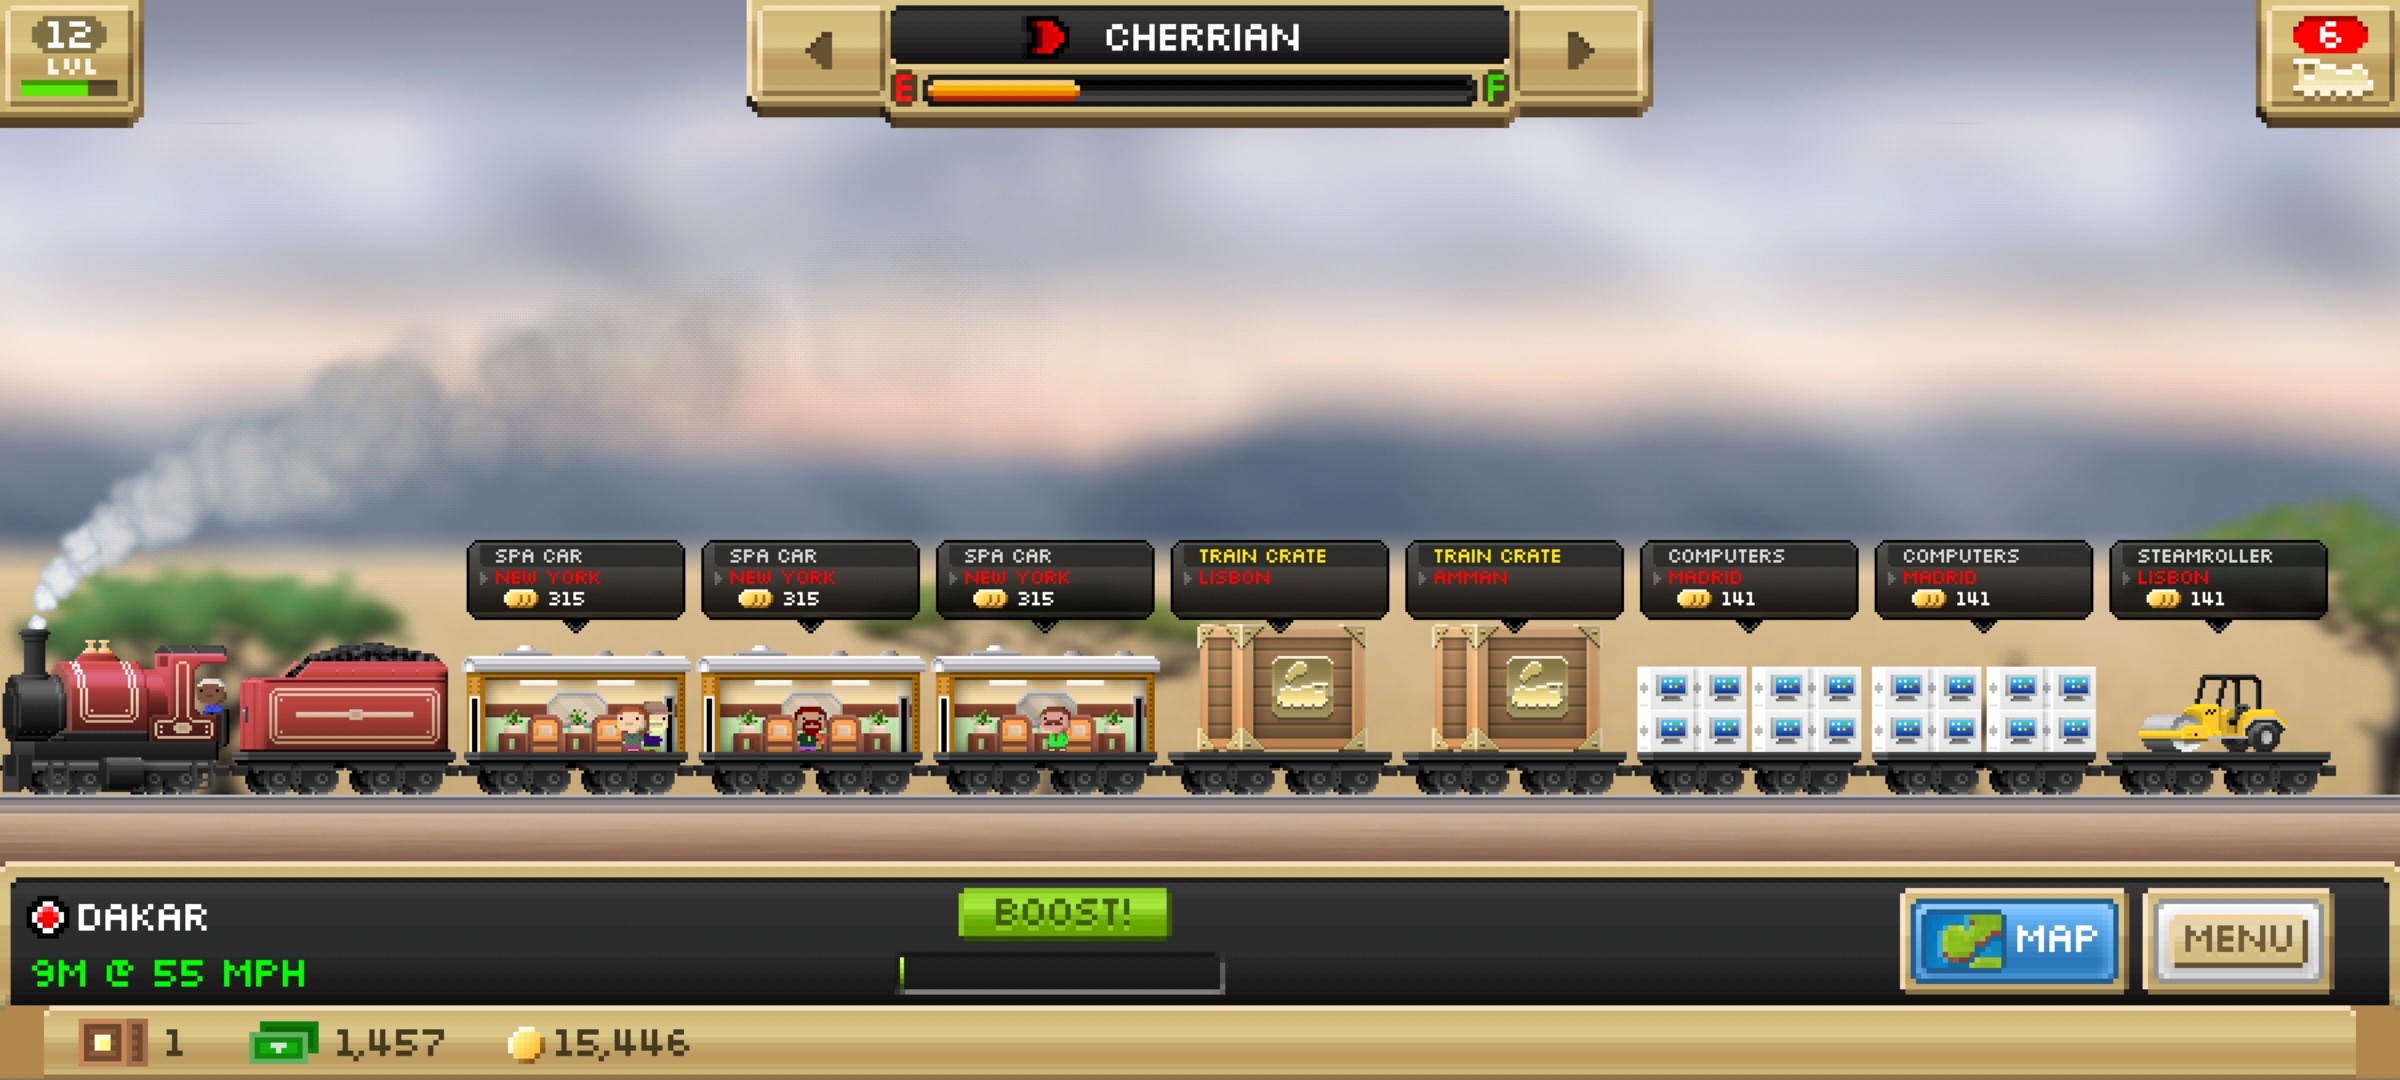 12
LVL
CHERRIAN
E F
6
SPA CAR
NEW YORK
315
SPA CAR
NEW YORK
315
SPA CAR
NEW YORK
315
TRAIN CRATE
LISBON
TRAIN CRATE
AMMAN
COMPUTERS
MADRID
141
COMPUTERS
MADRID
141
STEAMROLLER
LISBON
141
DAKAR
9M @ 55 MPH
BOOST!
MAP
MENU
1
1,457
15,446